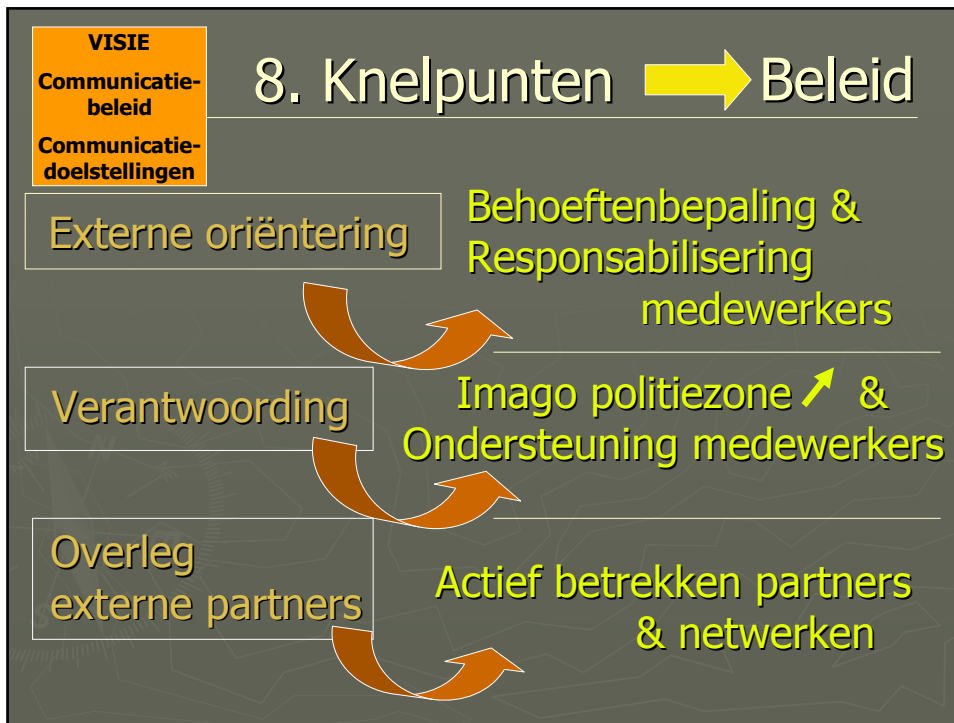 VISIE
Communicatie-
beleid
Communicatie-
doelstellingen
8. Knelpunten Beleid
Externe oriëntering
Behoeftenbepaling &
Responsabilisering
medewerkers
Verantwoording
Imago politiezone &
Ondersteuning medewerkers
Overleg
externe partners
Actief betrekken partners
& netwerken